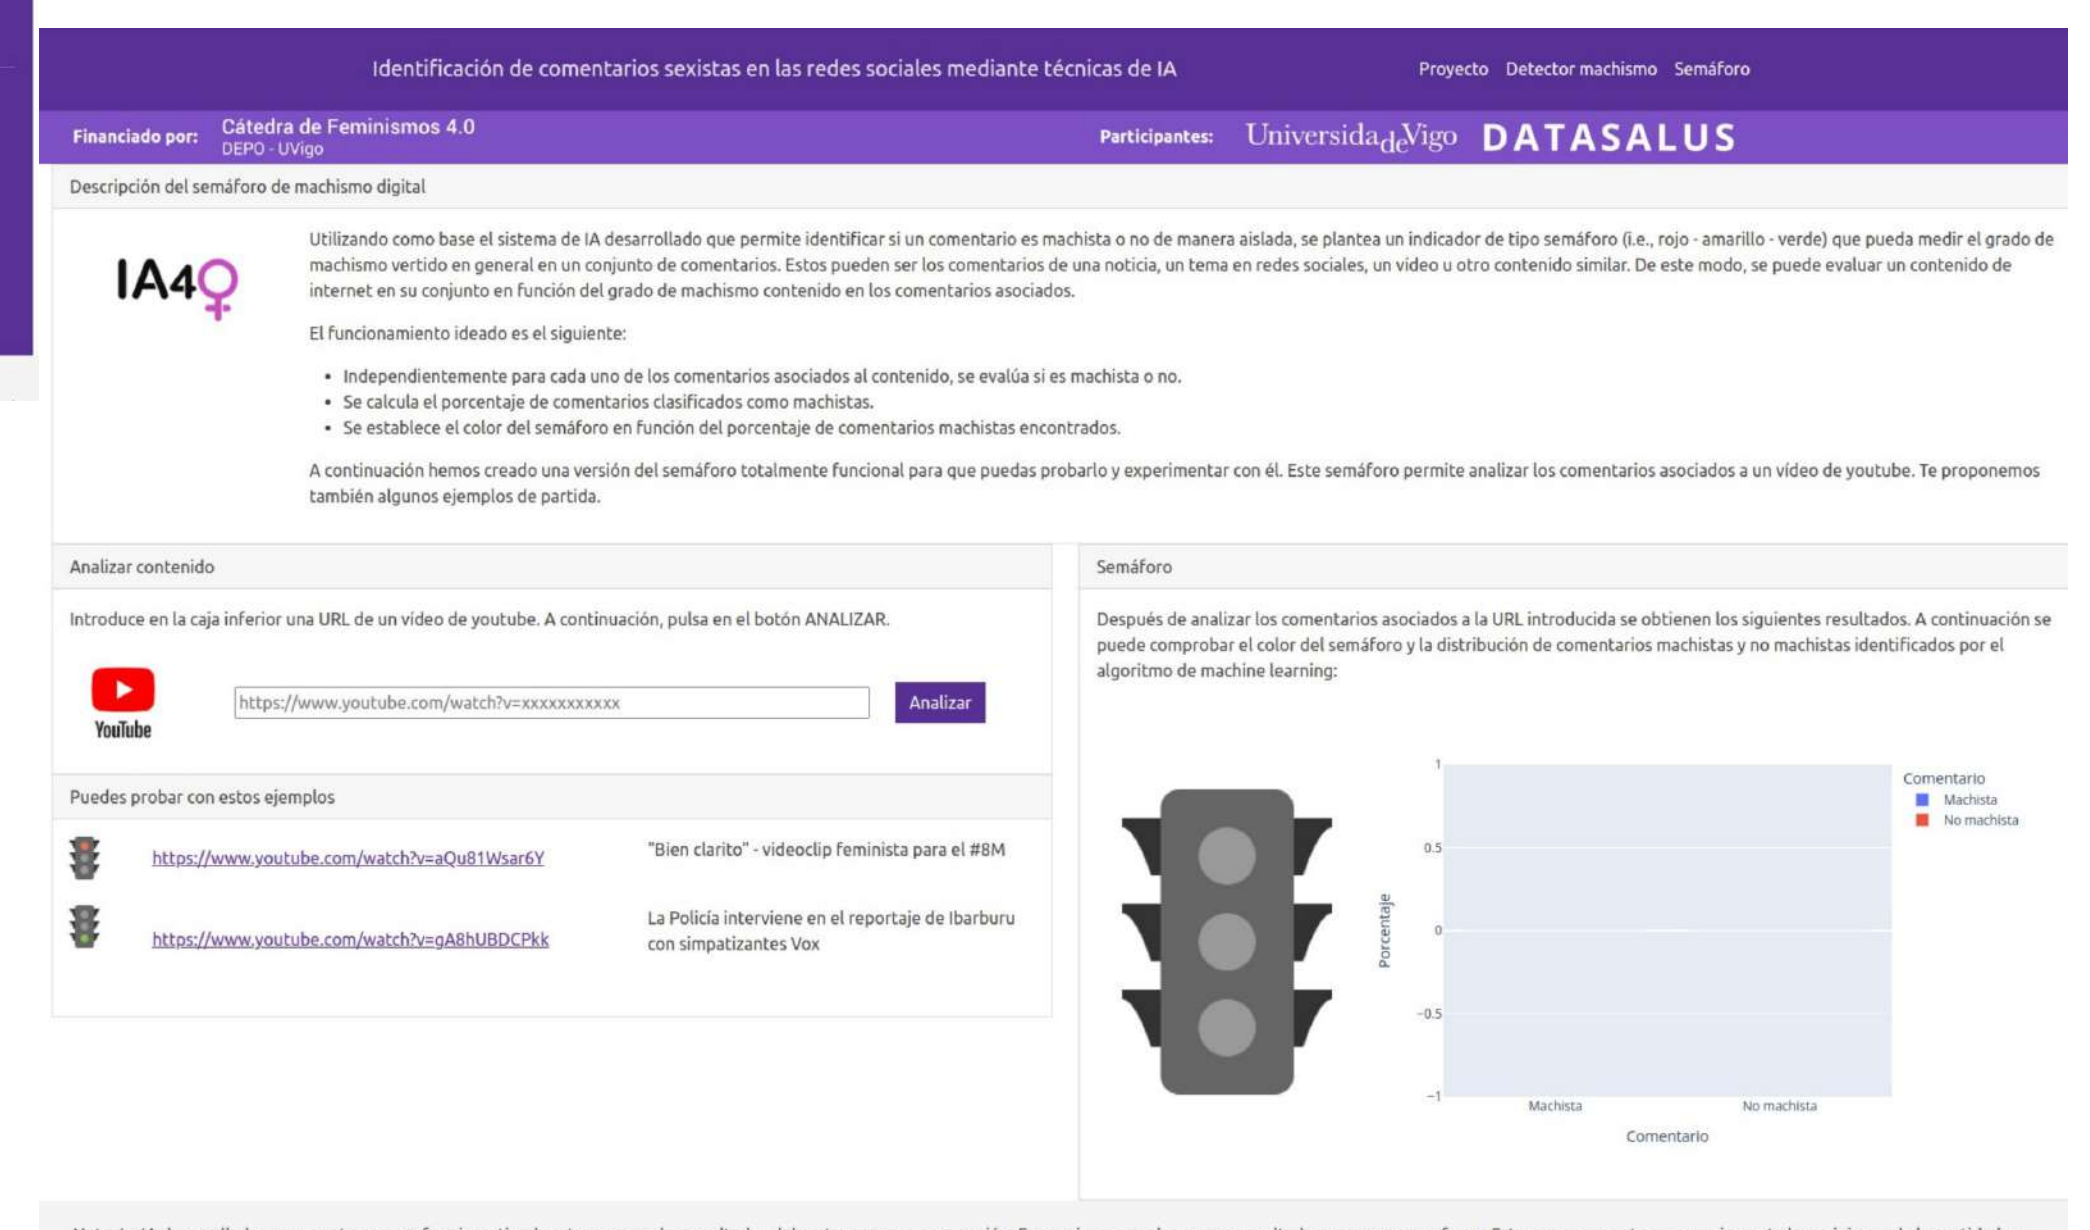 Identificación de comentarios sexistas en las redes sociales mediante técnicas de IA
Proyecto Detector machismo Semáforo
Financiado por:
Cátedra de Feminismos 4.0
DEPO - UVigo
Participantes:
UniversidadeVigo
DATASALUS
Descripción del semáforo de machismo digital
IA4
Utilizando como base el sistema de IA desarrollado que permite identificar si un comentario es machista o no de manera aislada, se plantea un indicador de tipo semáforo (i.e., rojo - amarillo - verde) que pueda medir el grado de
machismo vertido en general en un conjunto de comentarios. Estos pueden ser los comentarios de una noticia, un tema en redes sociales, un video u otro contenido similar. De este modo, se puede evaluar un contenido de
internet en su conjunto en función del grado de machismo contenido en los comentarios asociados.
El funcionamiento ideado es el siguiente:
• Independientemente para cada uno de los comentarios asociados al contenido, se evalúa si es machista o no.
• Se calcula el porcentaje de comentarios clasificados como machistas.
• Se establece el color del semáforo en función del porcentaje de comentarios machistas encontrados.
A continuación hemos creado una versión del semáforo totalmente funcional para que puedas probarlo y experimentar con él. Este semáforo permite analizar los comentarios asociados a un vídeo de youtube. Te proponemos
también algunos ejemplos de partida.
Analizar contenido
Introduce en la caja inferior una URL de un vídeo de youtube. A continuación, pulsa en el botón ANALIZAR.
YouTube
https://www.youtube.com/watch?v=xxxxxxxxxxx
Analizar
Puedes probar con estos ejemplos
https://www.youtube.com/watch?v=aQu81Wsar6Y
"Bien clarito" - videoclip feminista para el #8M
https://www.youtube.com/watch?v=gA8hUBDCPkk
La Policía interviene en el reportaje de Ibarburu
con simpatizantes Vox
Semáforo
Después de analizar los comentarios asociados a la URL introducida se obtienen los siguientes resultados. A continuación se
puede comprobar el color del semáforo y la distribución de comentarios machistas y no machistas identificados por el
algoritmo de machine learning:
1
0.5
0
−0.5
−1
Porcentaje
Machista
No machista
Comentario
Comentario
Machista
No machista